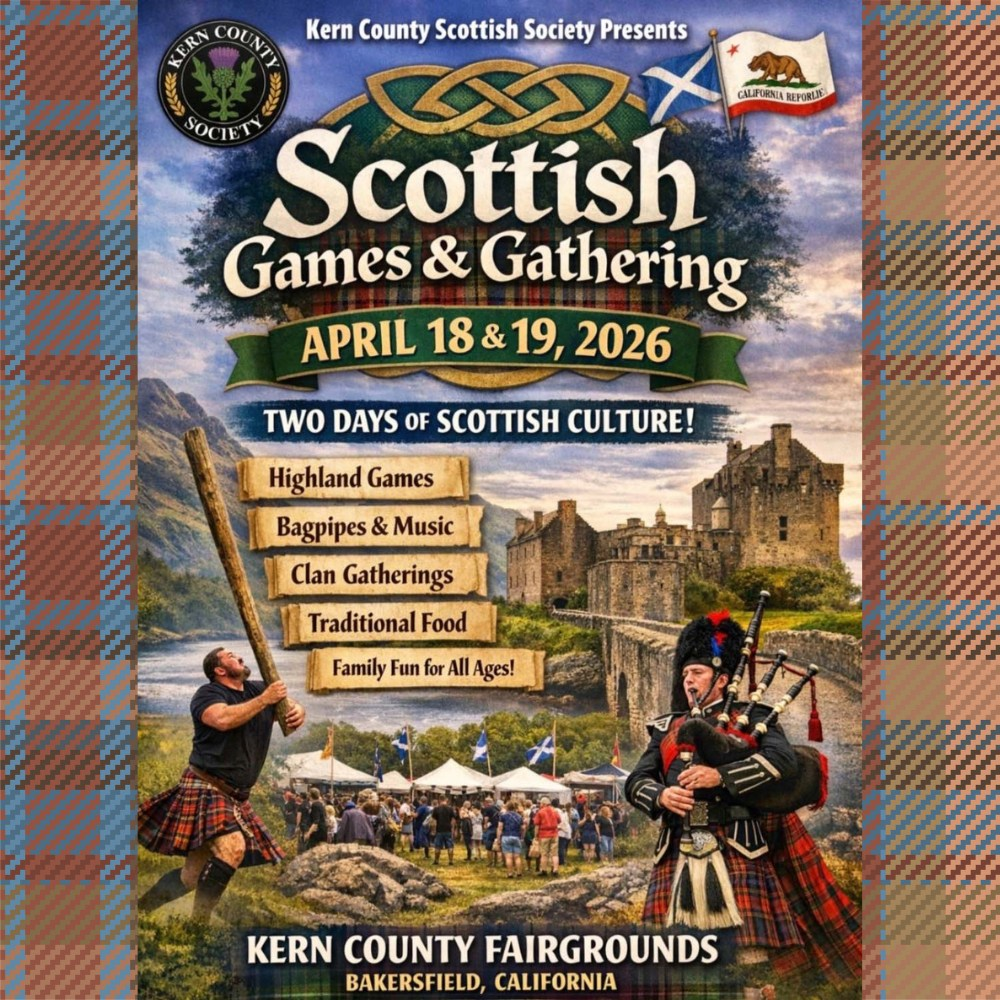 Kern County Scottish Society Presents
KERN COUNTY
SOCIETY
CALIFORNIA REPORLIC
Scottish
Games & Gathering
APRIL 18 & 19, 2026
TWO DAYS OF SCOTTISH CULTURE!
Highland Games
Bagpipes & Music
Clan Gatherings
Traditional Food
Family Fun for All Ages!
KERN COUNTY FAIRGROUNDS
BAKERSFIELD, CALIFORNIA